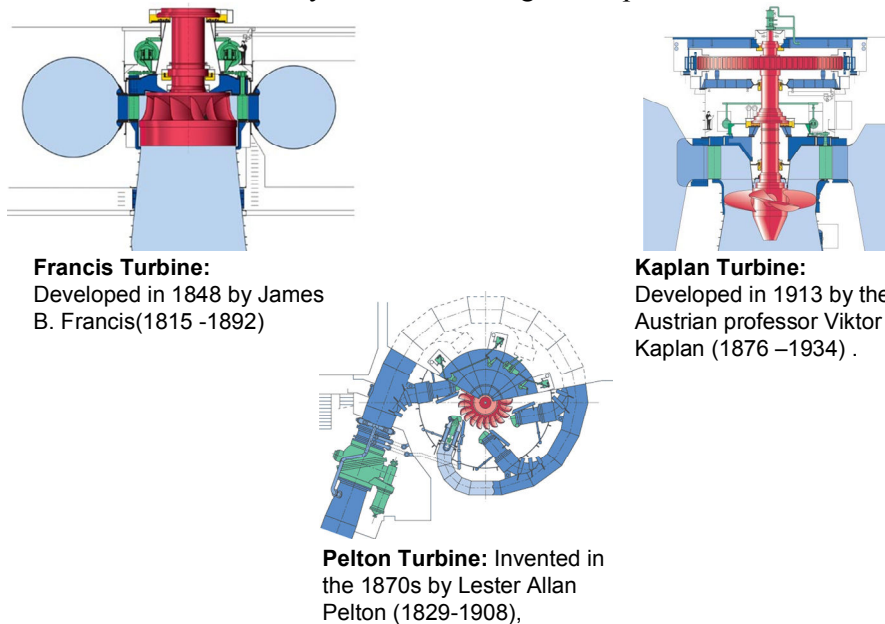 Francis Turbine:
Developed in 1848 by James
B. Francis(1815 -1892)
Kaplan Turbine:
Developed in 1913 by the
Austrian professor Viktor
Kaplan (1876 –1934) .
Pelton Turbine: Invented in
the 1870s by Lester Allan
Pelton (1829-1908),